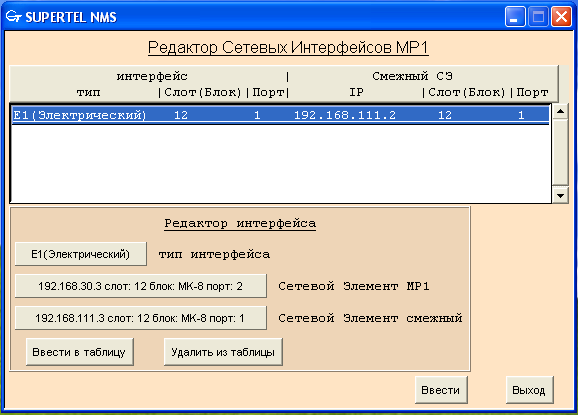 SUPERTEL NMS
Редактор Сетевых Интерфейсов МР1
интерфейс | Смежный СЭ
тип |Слот(Блок)|Порт| IP |Слот(Блок)|Порт
Е1(Электрический) 12 1 192.168.111.2 12 1
Редактор интерфейса
Е1(Электрический) тип интерфейса
192.168.30.3 слот: 12 блок: МК-8 порт: 2 Сетевой Элемент МР1
192.168.111.3 слот: 12 блок: МК-8 порт: 1 Сетевой Элемент смежный
Ввести в таблицу Удалить из таблицы
Ввести Выход